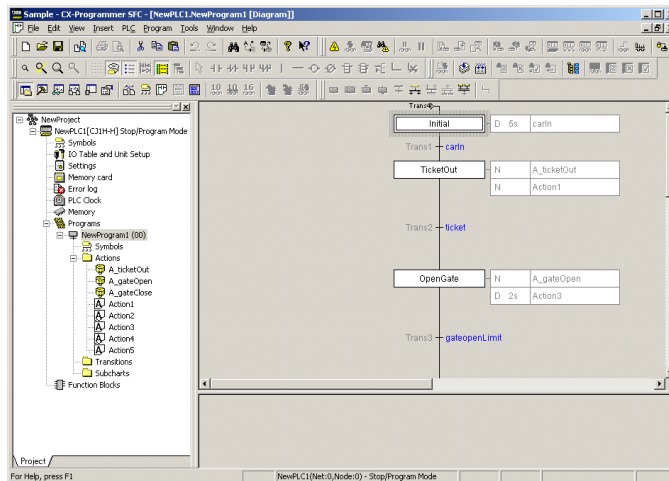 Sample - CX-Programmer SFC - [NewPLC1.NewProgram1 [Diagram]]
File Edit View Insert PLC Program Tools Window Help
10 10 16
NewProject
NewPLC1[CJ1H-H] Stop/Program Mode
Symbols
IO Table and Unit Setup
Settings
Memory card
Error log
PLC Clock
Memory
Programs
NewProgram1 (00)
Symbols
Actions
A_ticketOut
A_gateOpen
A_gateClose
Action1
Action2
Action3
Action4
Action5
Transitions
Subcharts
Function Blocks
Project
Initial D 5s carIn
Trans1 carIn
TicketOut N A_ticketOut
N Action1
Trans2 ticket
OpenGate N A_gateOpen
D 2s Action3
Trans3 gateopenLimit
For Help, press F1
NewPLC1(Net:0,Node:0) - Stop/Program Mode